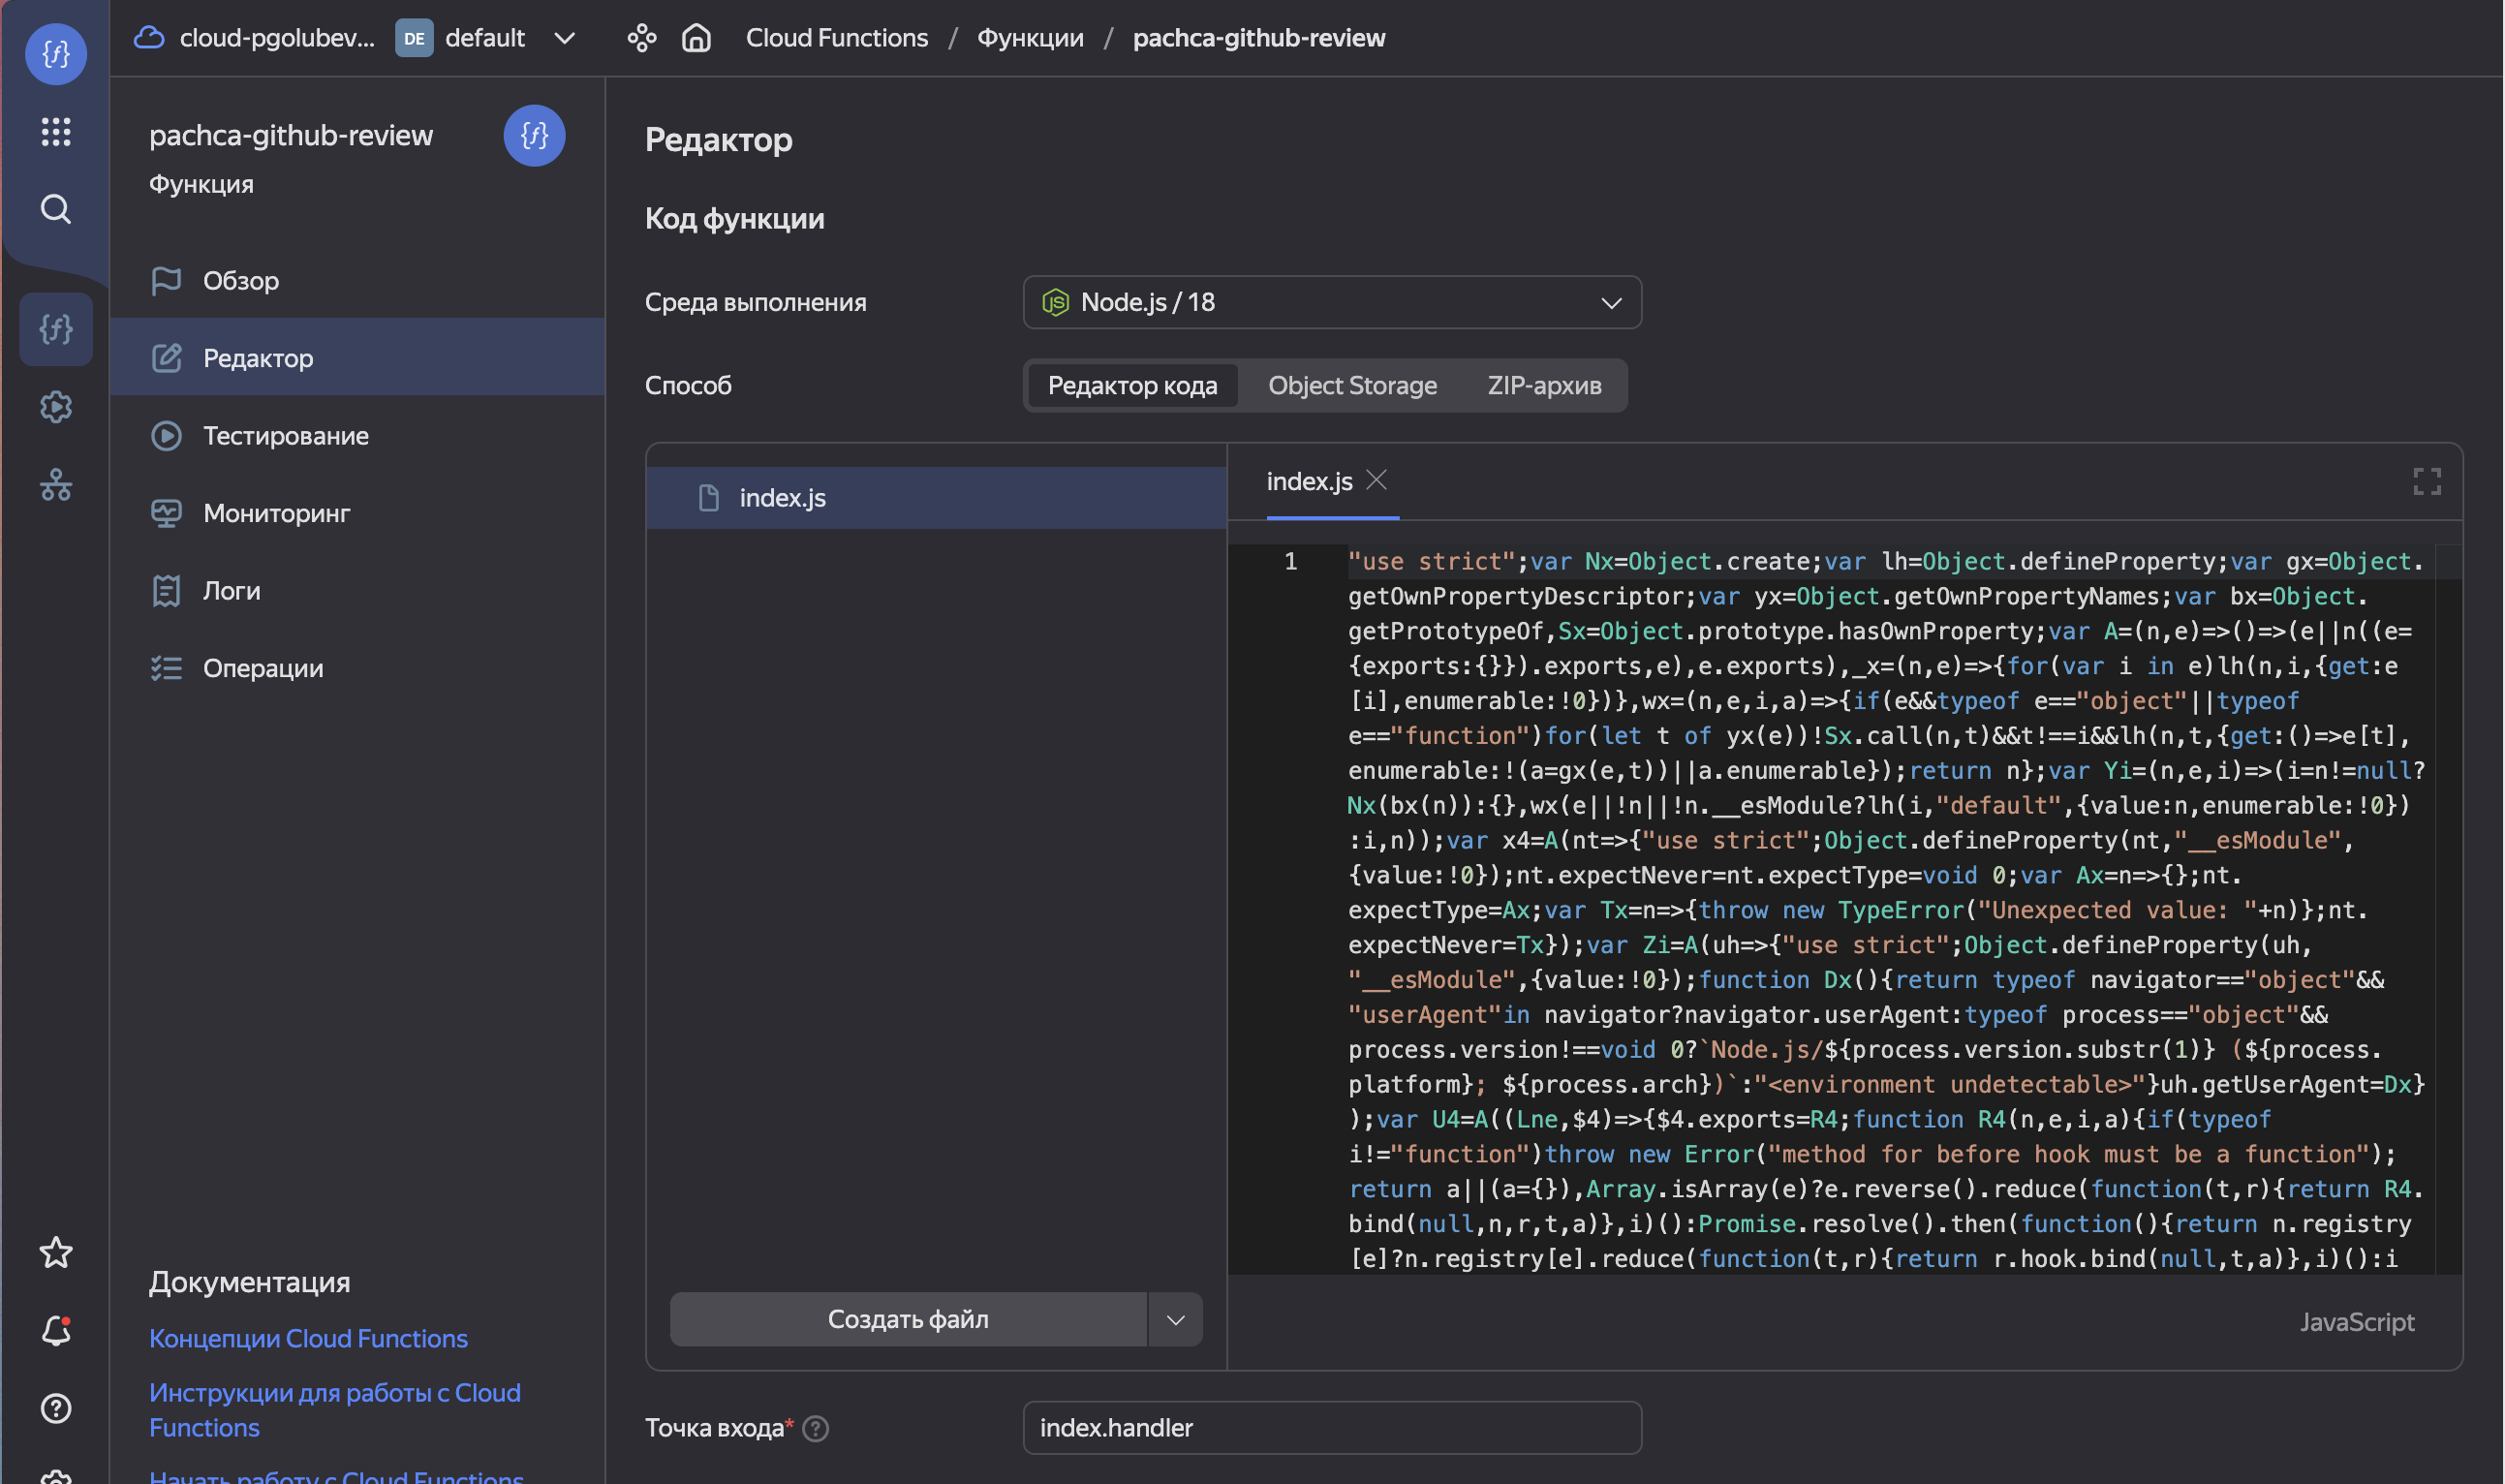 cloud-pgolubev... DE default
Cloud Functions / Функции / pachca-github-review
pachca-github-review
Функция
Обзор
Редактор
Тестирование
Мониторинг
Логи
Операции
Документация
Концепции Cloud Functions
Инструкции для работы с Cloud
Functions
Начать работу с Cloud Functions
Редактор
Код функции
Среда выполнения
JS Node.js / 18
Способ
Редактор кода Object Storage ZIP-архив
index.js
Создать файл
index.js
1 "use strict";var Nx=Object.create;var lh=Object.defineProperty;var gx=Object.
getOwnPropertyDescriptor;var yx=Object.getOwnPropertyNames;var bx=Object.
getPrototypeOf,Sx=Object.prototype.hasOwnProperty;var A=(n,e)=>()=>(e||n((e=
{exports:{}}).exports,e),e.exports),_x=(n,e)=>{for(var i in e)lh(n,i,{get:e
[i],enumerable:!0})},wx=(n,e,i,a)=>{if(e&&typeof e=="object"||typeof
e=="function")for(let t of yx(e))!Sx.call(n,t)&&t!==i&&lh(n,t,{get:()=>e[t],
enumerable:!(a=gx(e,t))||a.enumerable});return n};var Yi=(n,e,i)=>(i=n!=null?
Nx(bx(n)):{},wx(e||!n||!n.__esModule?lh(i,"default",{value:n,enumerable:!0})
:i,n));var x4=A(nt=>{"use strict";Object.defineProperty(nt,"__esModule",
{value:!0});nt.expectNever=nt.expectType=void 0;var Ax=n=>{};nt.
expectType=Ax;var Tx=n=>{throw new TypeError("Unexpected value: "+n)};nt.
expectNever=Tx});var Zi=A(uh=>{"use strict";Object.defineProperty(uh,
"__esModule",{value:!0});function Dx(){return typeof navigator=="object"&&
"userAgent"in navigator?navigator.userAgent:typeof process=="object"&&
process.version!==void 0?`Node.js/${process.version.substr(1)} (${process.
platform}; ${process.arch})`:"<environment undetectable>"}uh.getUserAgent=Dx}
);var U4=A((Lne,$4)=>{$4.exports=R4;function R4(n,e,i,a){if(typeof
i!="function")throw new Error("method for before hook must be a function");
return a||(a={}),Array.isArray(e)?e.reverse().reduce(function(t,r){return R4.
bind(null,n,r,t,a)},i)():Promise.resolve().then(function(){return n.registry
[e]?n.registry[e].reduce(function(t,r){return r.hook.bind(null,t,a)},i)():i
JavaScript
Точка входа* ?
index.handler